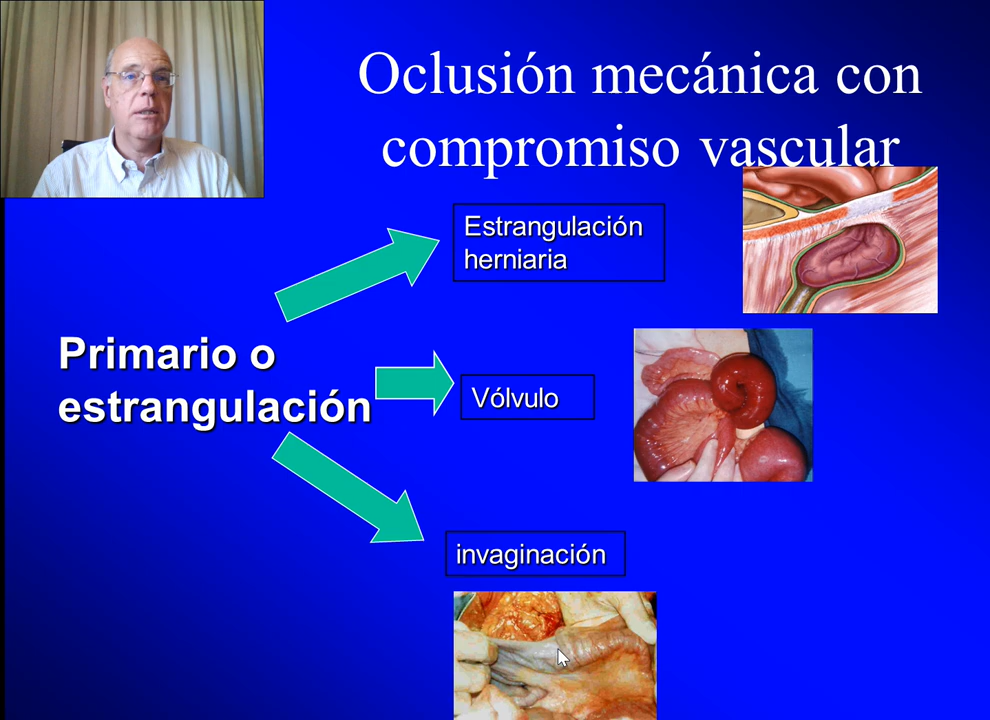 Oclusión mecánica con
compromiso vascular
Estrangulación
herniaria
Primario o
estrangulación
Vólvulo
invaginación